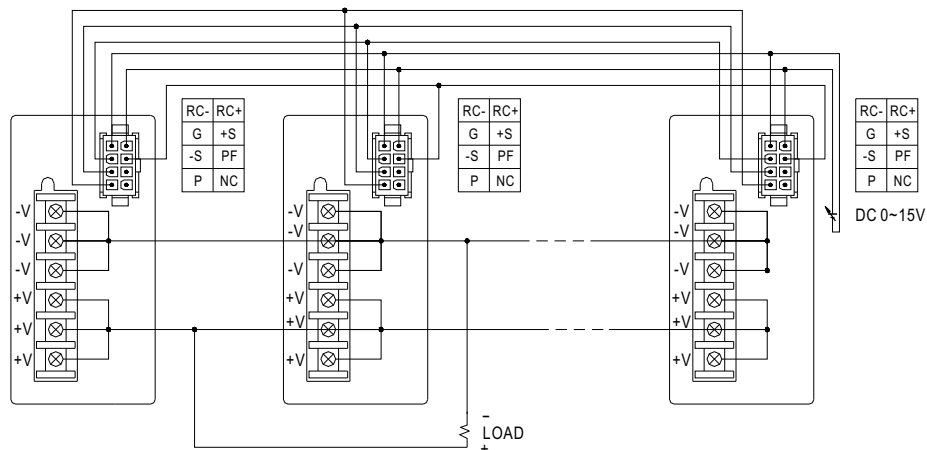 RC- RC+
G +S
-S PF
P NC
RC- RC+
G +S
-S PF
P NC
RC- RC+
G +S
-S PF
P NC
DC 0~15V
-V
-V
-V
+V
+V
+V
-V
-V
-V
+V
+V
+V
-V
-V
-V
+V
+V
+V
-
LOAD
+